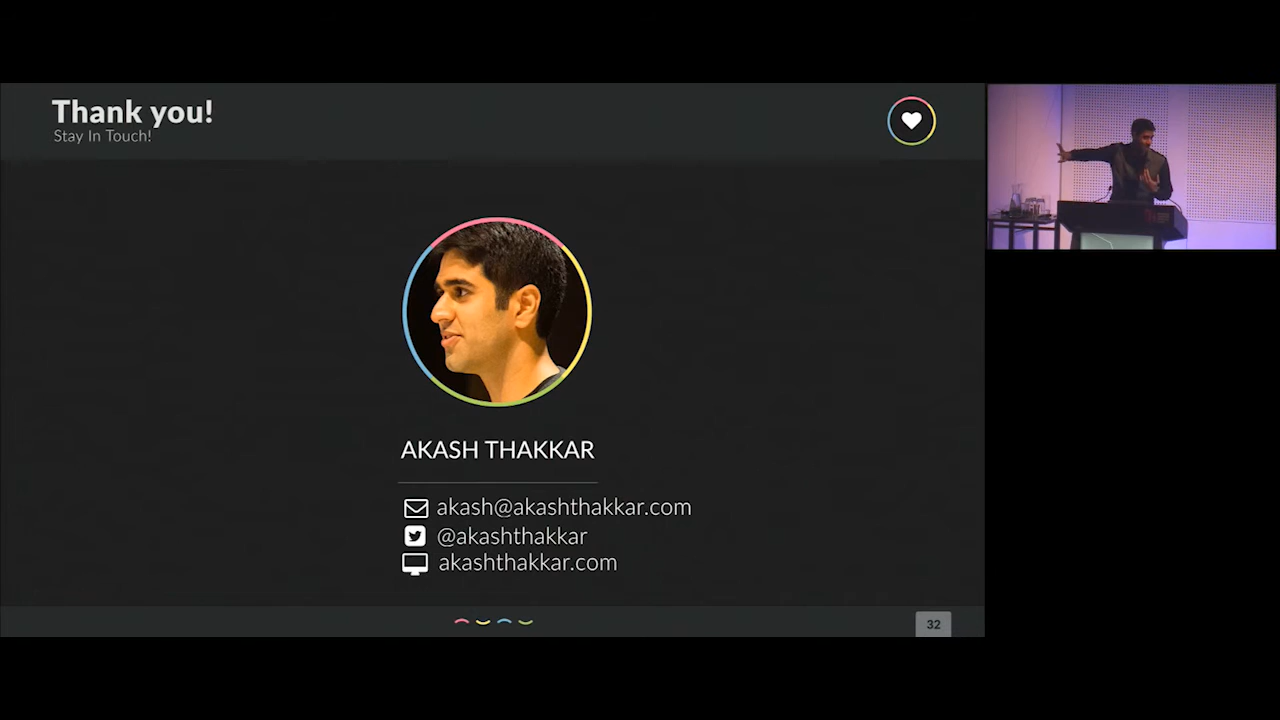 Thank you!
Stay In Touch!
AKASH THAKKAR
akash@akashthakkar.com
@akashthakkar
akashthakkar.com
32